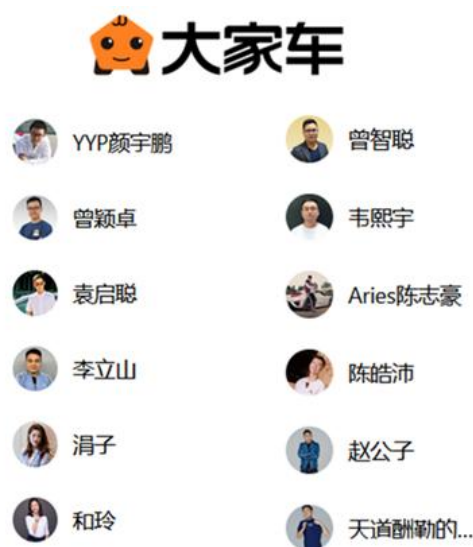 大家车
YYP颜宇鹏
曾智聪
曾颖卓
韦熙宇
袁启聪
Aries陈志豪
李立山
陈皓沛
涓子
赵公子
和玲
天道酬勤的...